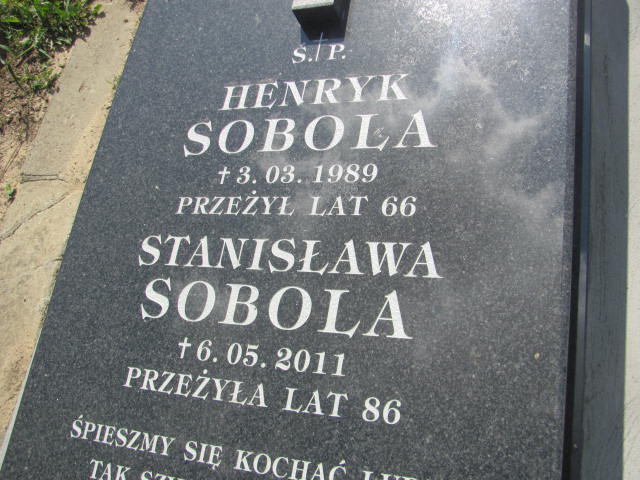 Ś. † P.
HENRYK
SOBOLA
† 3. 03. 1989
PRZEŻYŁ LAT 66
STANISŁAWA
SOBOLA
† 6. 05. 2011
PRZEŻYŁA LAT 86
ŚPIESZMY SIĘ KOCHAĆ
TAK